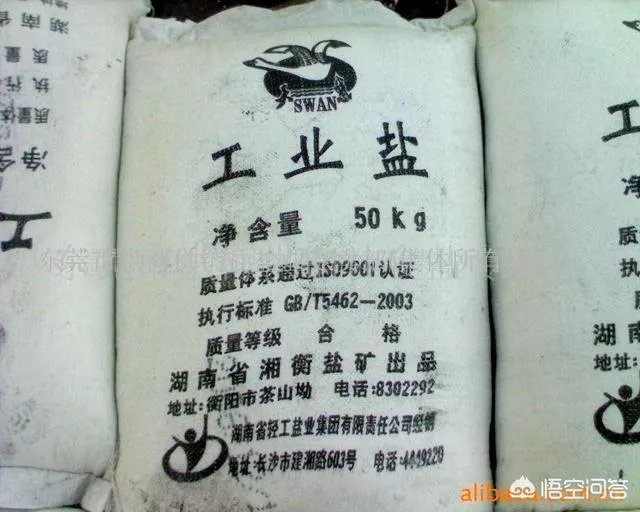 SWAN
工业盐
净含量 50kg
质量体系通过ISO9001认证
执行标准 GB/T5462-2003
质量等级 合格
湖南省湘衡盐矿出品
地址:衡阳市茶山坳 电话:8302292
湖南省轻工盐业集团有限责任公司经销
地址:长沙市建湘路603号 电话:4449220
悟空问答